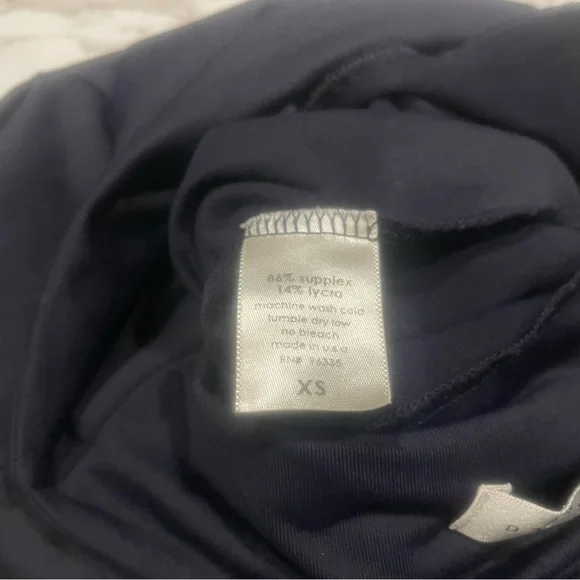 86% supplex
14% lycra
machine wash cold
tumble dry low
no bleach
made in u.s.a
RN# 96335
XS
D